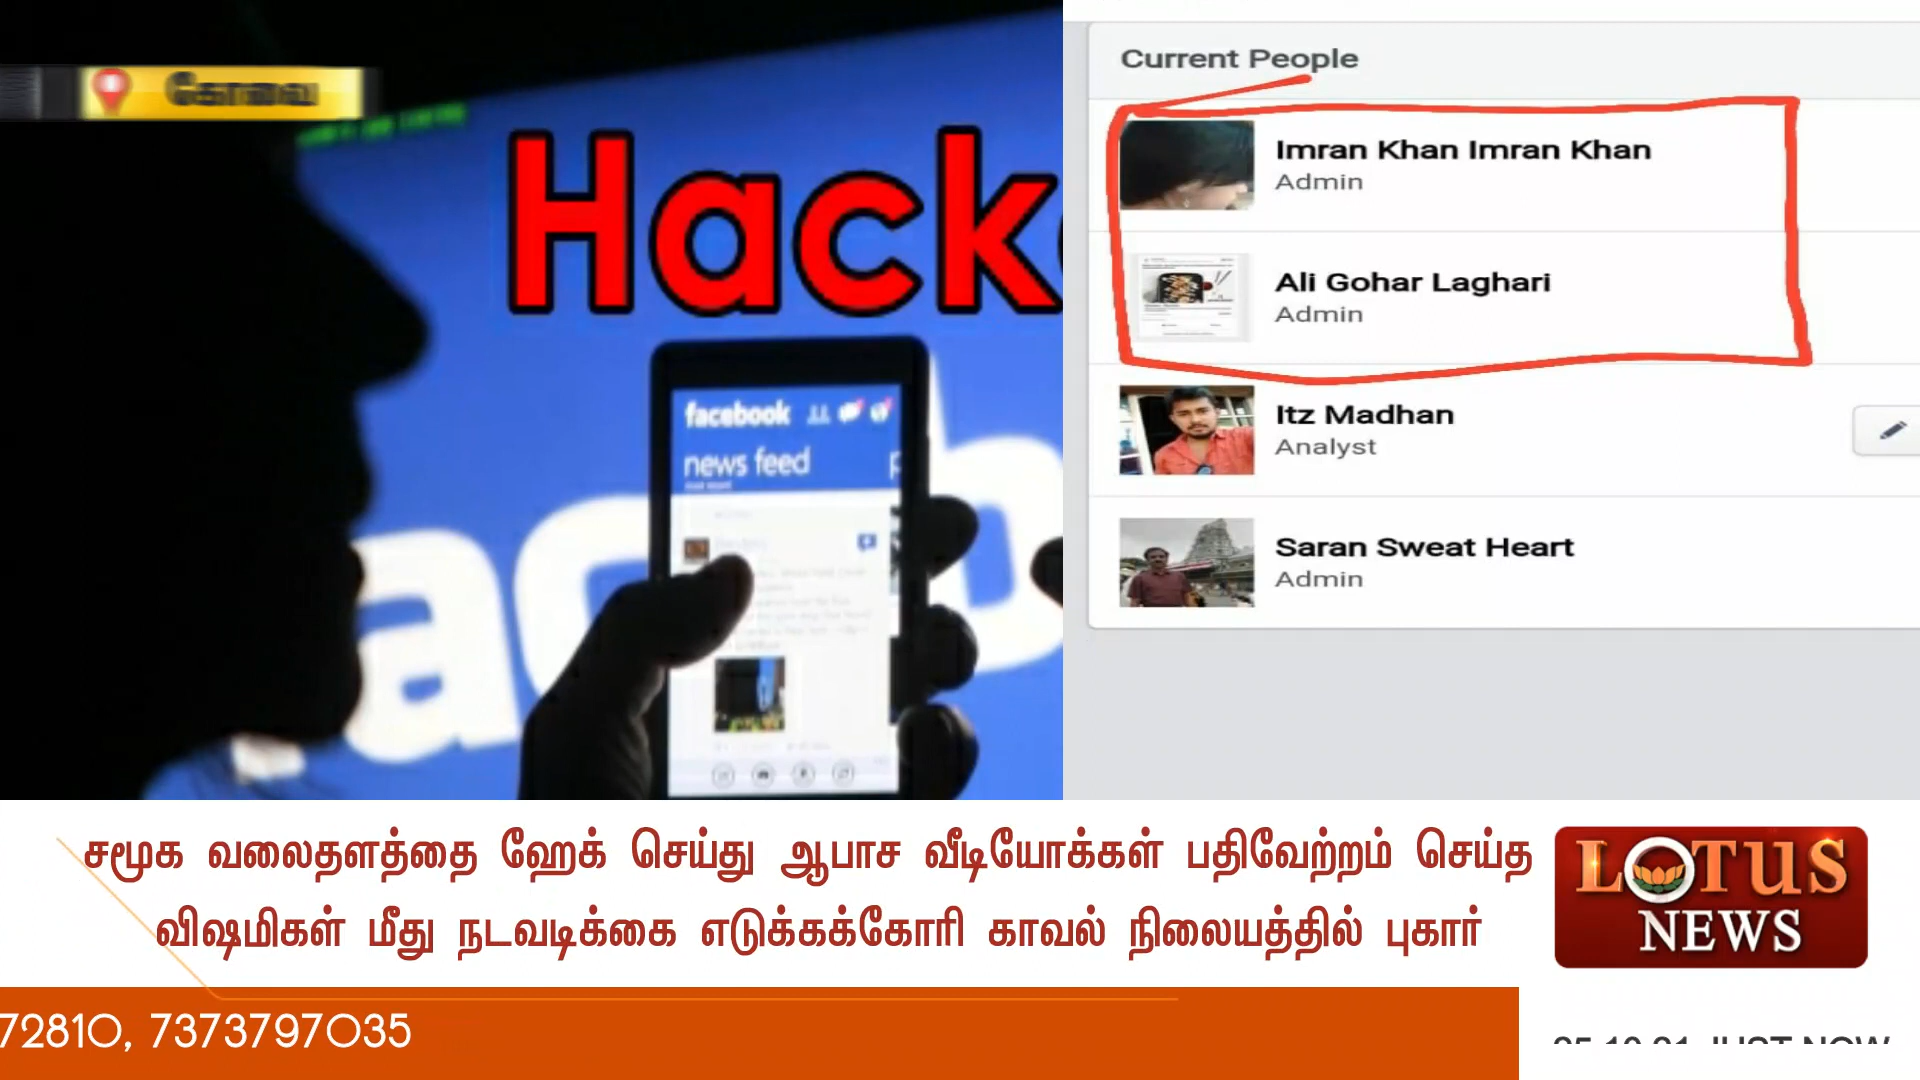 கோவை
Hack
facebook
news feed
Current People
Imran Khan Imran Khan
Admin
Ali Gohar Laghari
Admin
Itz Madhan
Analyst
Saran Sweat Heart
Admin
சமூக வலைதளத்தை ஹேக் செய்து ஆபாச வீடியோக்கள் பதிவேற்றம் செய்த
விஷமிகள் மீது நடவடிக்கை எடுக்கக்கோரி காவல் நிலையத்தில் புகார்
LOTUS
NEWS
72810, 7373797035
JUST NOW